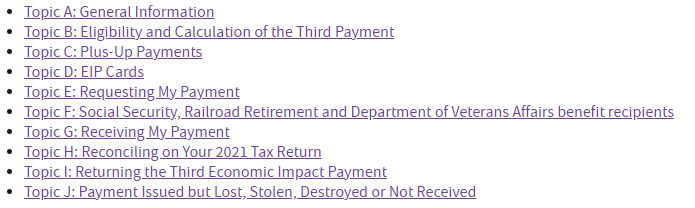 Topic A: General Information
Topic B: Eligibility and Calculation of the Third Payment
Topic C: Plus-Up Payments
Topic D: EIP Cards
Topic E: Requesting My Payment
Topic F: Social Security, Railroad Retirement and Department of Veterans Affairs benefit recipients
Topic G: Receiving My Payment
Topic H: Reconciling on Your 2021 Tax Return
Topic I: Returning the Third Economic Impact Payment
Topic J: Payment Issued but Lost, Stolen, Destroyed or Not Received